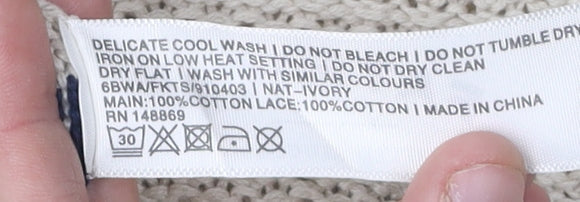 DELICATE COOL WASH | DO NOT BLEACH | DO NOT TUMBLE DRY
IRON ON LOW HEAT SETTING | DO NOT DRY CLEAN
DRY FLAT | WASH WITH SIMILAR COLOURS
6BWA/FKTS/910403 | NAT-IVORY
MAIN:100%COTTON LACE:100%COTTON | MADE IN CHINA
RN 148869
30